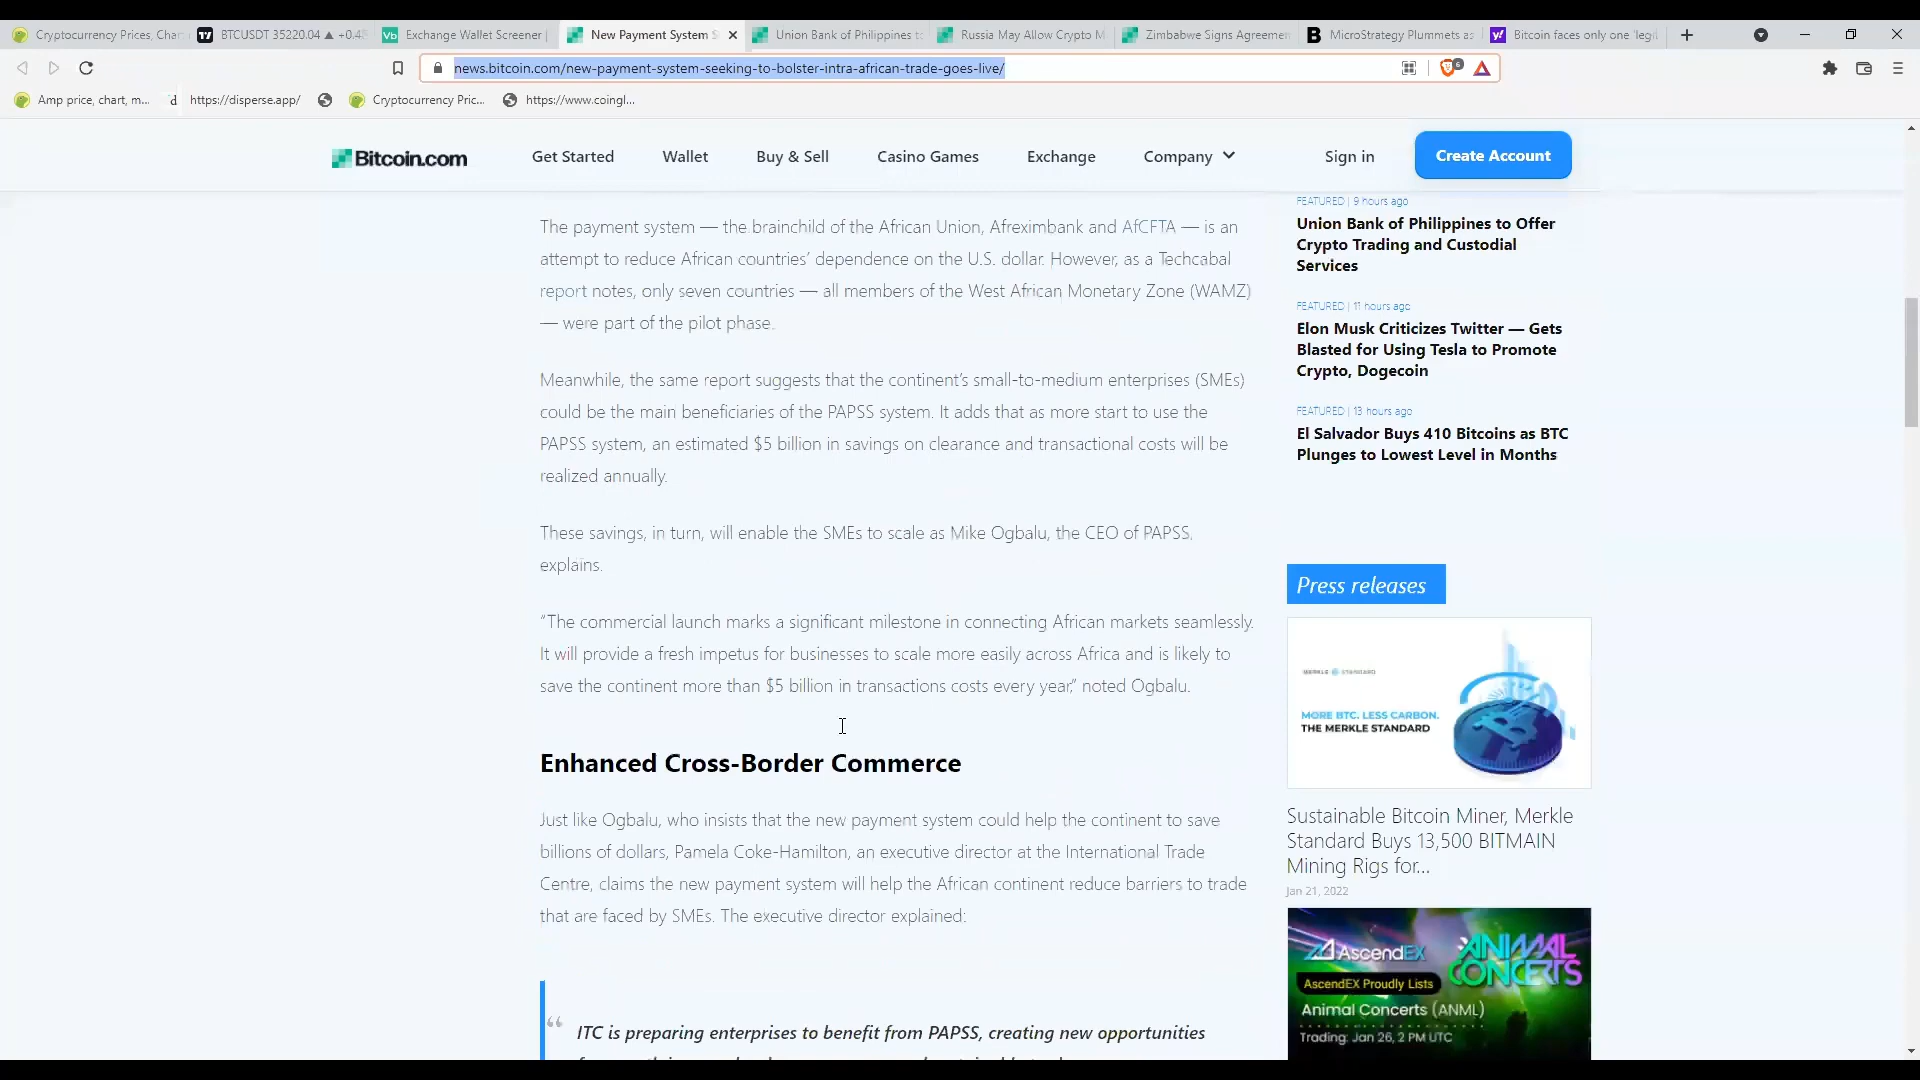 Cryptocurrency Prices, Char
BTCUSDT 35220.04 ▲ +0.4
Exchange Wallet Screener |
New Payment System S
Union Bank of Philippines to
Russia May Allow Crypto M
Zimbabwe Signs Agreemen
MicroStrategy Plummets as
Bitcoin faces only one 'legi
news.bitcoin.com/new-payment-system-seeking-to-bolster-intra-african-trade-goes-live/
6
Amp price, chart, m...
d https://disperse.app/
Cryptocurrency Pric...
https://www.coingl...
Bitcoin.com
Get Started
Wallet
Buy & Sell
Casino Games
Exchange
Company
Sign in
Create Account
The payment system — the brainchild of the African Union, Afreximbank and AfCFTA — is an
attempt to reduce African countries' dependence on the U.S. dollar. However, as a Techcabal
report notes, only seven countries — all members of the West African Monetary Zone (WAMZ)
— were part of the pilot phase.
Meanwhile, the same report suggests that the continent's small-to-medium enterprises (SMEs)
could be the main beneficiaries of the PAPSS system. It adds that as more start to use the
PAPSS system, an estimated $5 billion in savings on clearance and transactional costs will be
realized annually.
These savings, in turn, will enable the SMEs to scale as Mike Ogbalu, the CEO of PAPSS,
explains.
"The commercial launch marks a significant milestone in connecting African markets seamlessly.
It will provide a fresh impetus for businesses to scale more easily across Africa and is likely to
save the continent more than $5 billion in transactions costs every year," noted Ogbalu.
Enhanced Cross-Border Commerce
Just like Ogbalu, who insists that the new payment system could help the continent to save
billions of dollars, Pamela Coke-Hamilton, an executive director at the International Trade
Centre, claims the new payment system will help the African continent reduce barriers to trade
that are faced by SMEs. The executive director explained:
" ITC is preparing enterprises to benefit from PAPSS, creating new opportunities
FEATURED | 9 hours ago
Union Bank of Philippines to Offer
Crypto Trading and Custodial
Services
FEATURED | 11 hours ago
Elon Musk Criticizes Twitter — Gets
Blasted for Using Tesla to Promote
Crypto, Dogecoin
FEATURED | 13 hours ago
El Salvador Buys 410 Bitcoins as BTC
Plunges to Lowest Level in Months
Press releases
MERKLE STANDARD
MORE BTC. LESS CARBON.
THE MERKLE STANDARD
Sustainable Bitcoin Miner, Merkle
Standard Buys 13,500 BITMAIN
Mining Rigs for...
Jan 21, 2022
AscendEX
ANIMAL
CONCERTS
AscendEX Proudly Lists
Animal Concerts (ANML)
Trading: Jan 26, 2 PM UTC